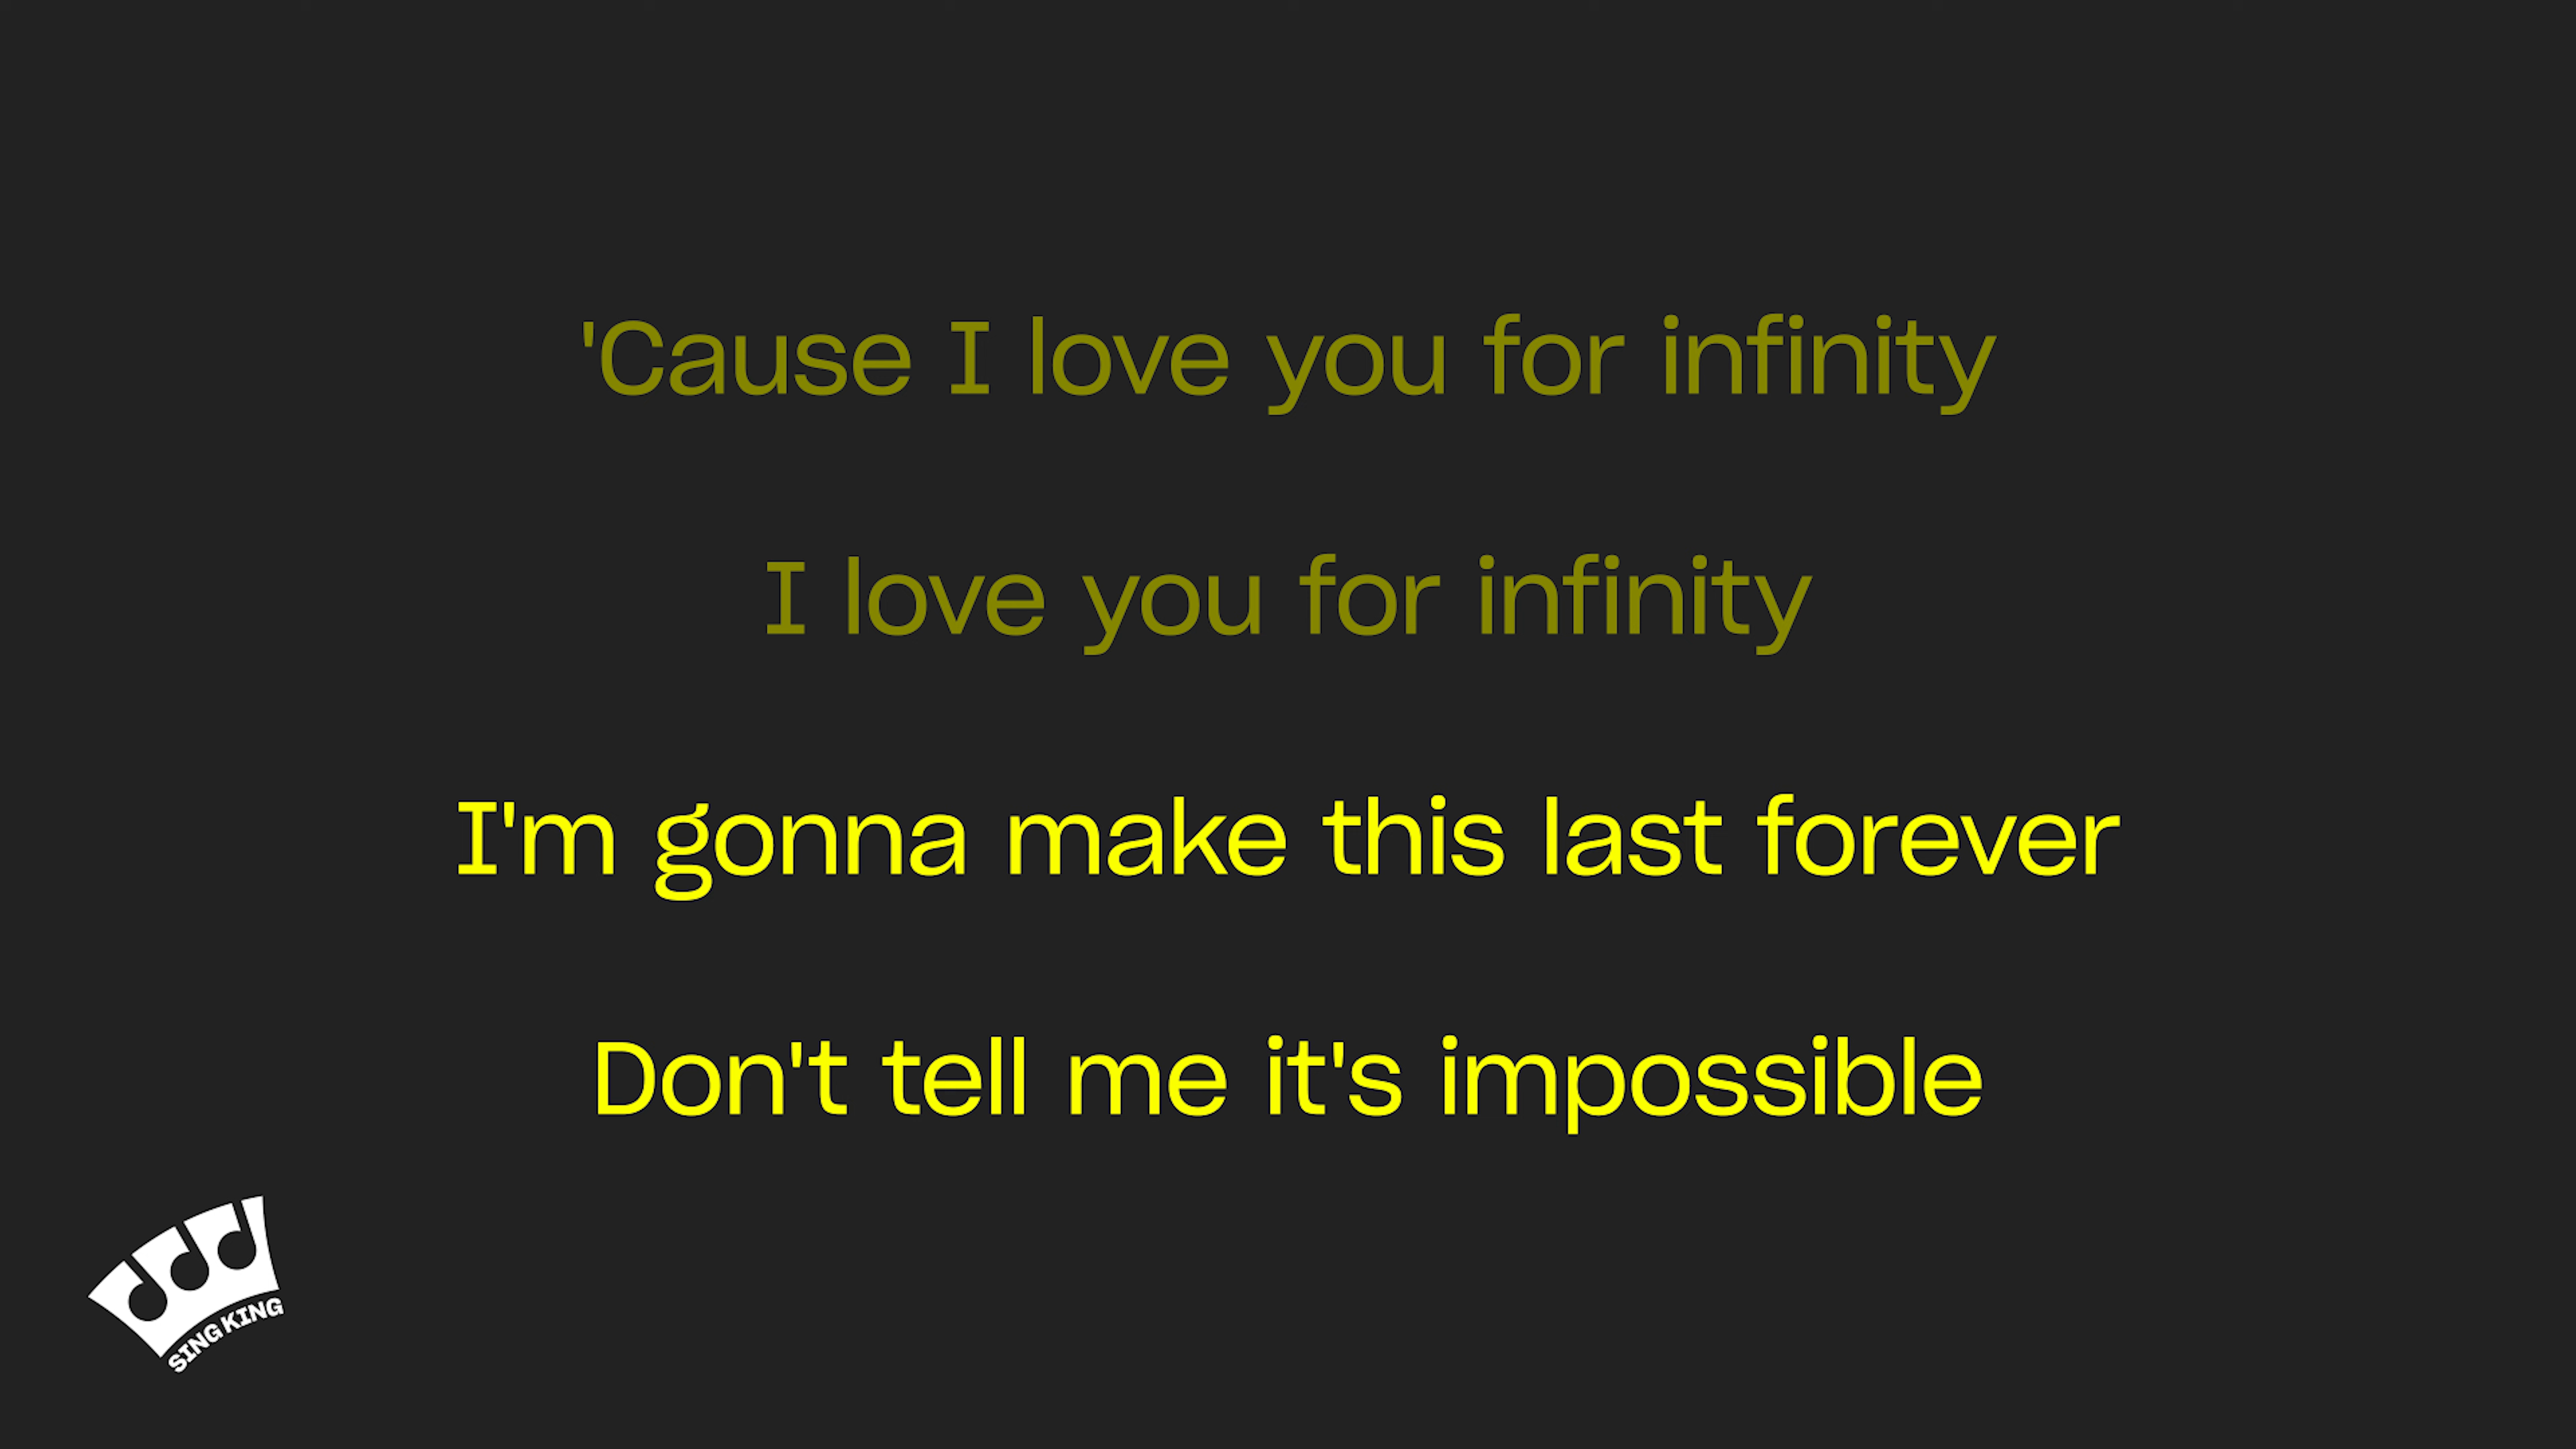 'Cause I love you for infinity
I love you for infinity
I'm gonna make this last forever
Don't tell me it's impossible
SING KING